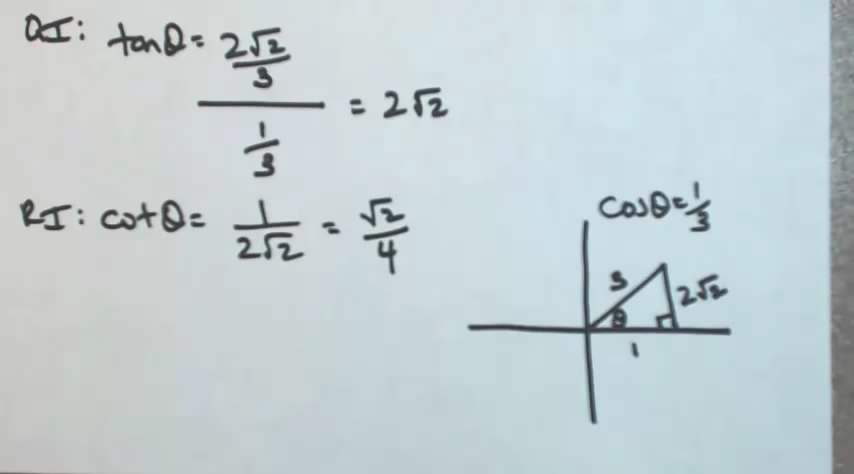 QI: tanθ = (2√2/3)/(1/3) = 2√2
RI: cotθ = 1/(2√2) = √2/4
cosθ = 1/3
3
2√2
θ
1